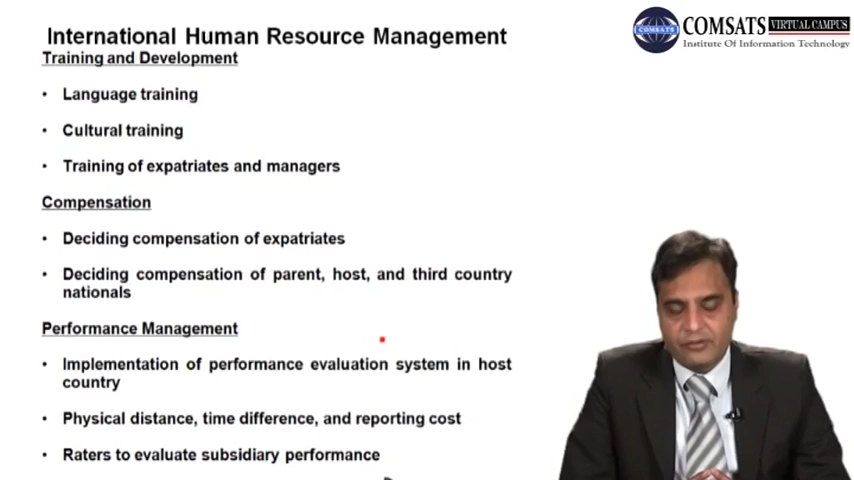 International Human Resource Management
COMSATS VIRTUAL CAMPUS
Institute Of Information Technology
COMSATS
Training and Development
• Language training
• Cultural training
• Training of expatriates and managers
Compensation
• Deciding compensation of expatriates
• Deciding compensation of parent, host, and third country
nationals
Performance Management
• Implementation of performance evaluation system in host
country
• Physical distance, time difference, and reporting cost
• Raters to evaluate subsidiary performance